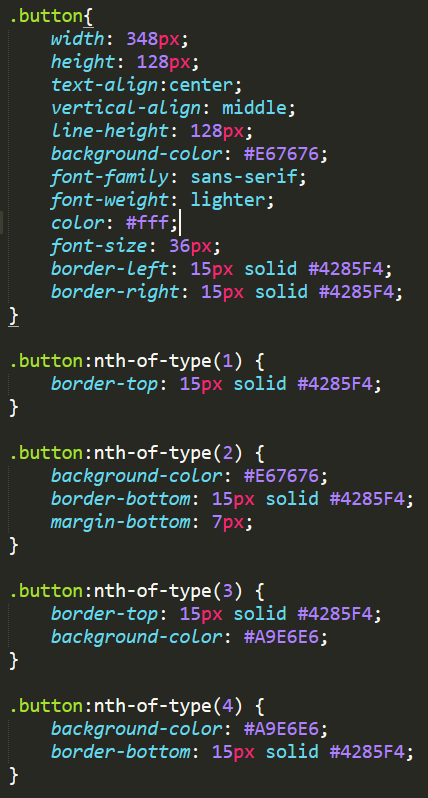 .button{
    width: 348px;
    height: 128px;
    text-align:center;
    vertical-align: middle;
    line-height: 128px;
    background-color: #E67676;
    font-family: sans-serif;
    font-weight: lighter;
    color: #fff;
    font-size: 36px;
    border-left: 15px solid #4285F4;
    border-right: 15px solid #4285F4;
}

.button:nth-of-type(1) {
    border-top: 15px solid #4285F4;
}

.button:nth-of-type(2) {
    background-color: #E67676;
    border-bottom: 15px solid #4285F4;
    margin-bottom: 7px;
}

.button:nth-of-type(3) {
    border-top: 15px solid #4285F4;
    background-color: #A9E6E6;
}

.button:nth-of-type(4) {
    background-color: #A9E6E6;
    border-bottom: 15px solid #4285F4;
}